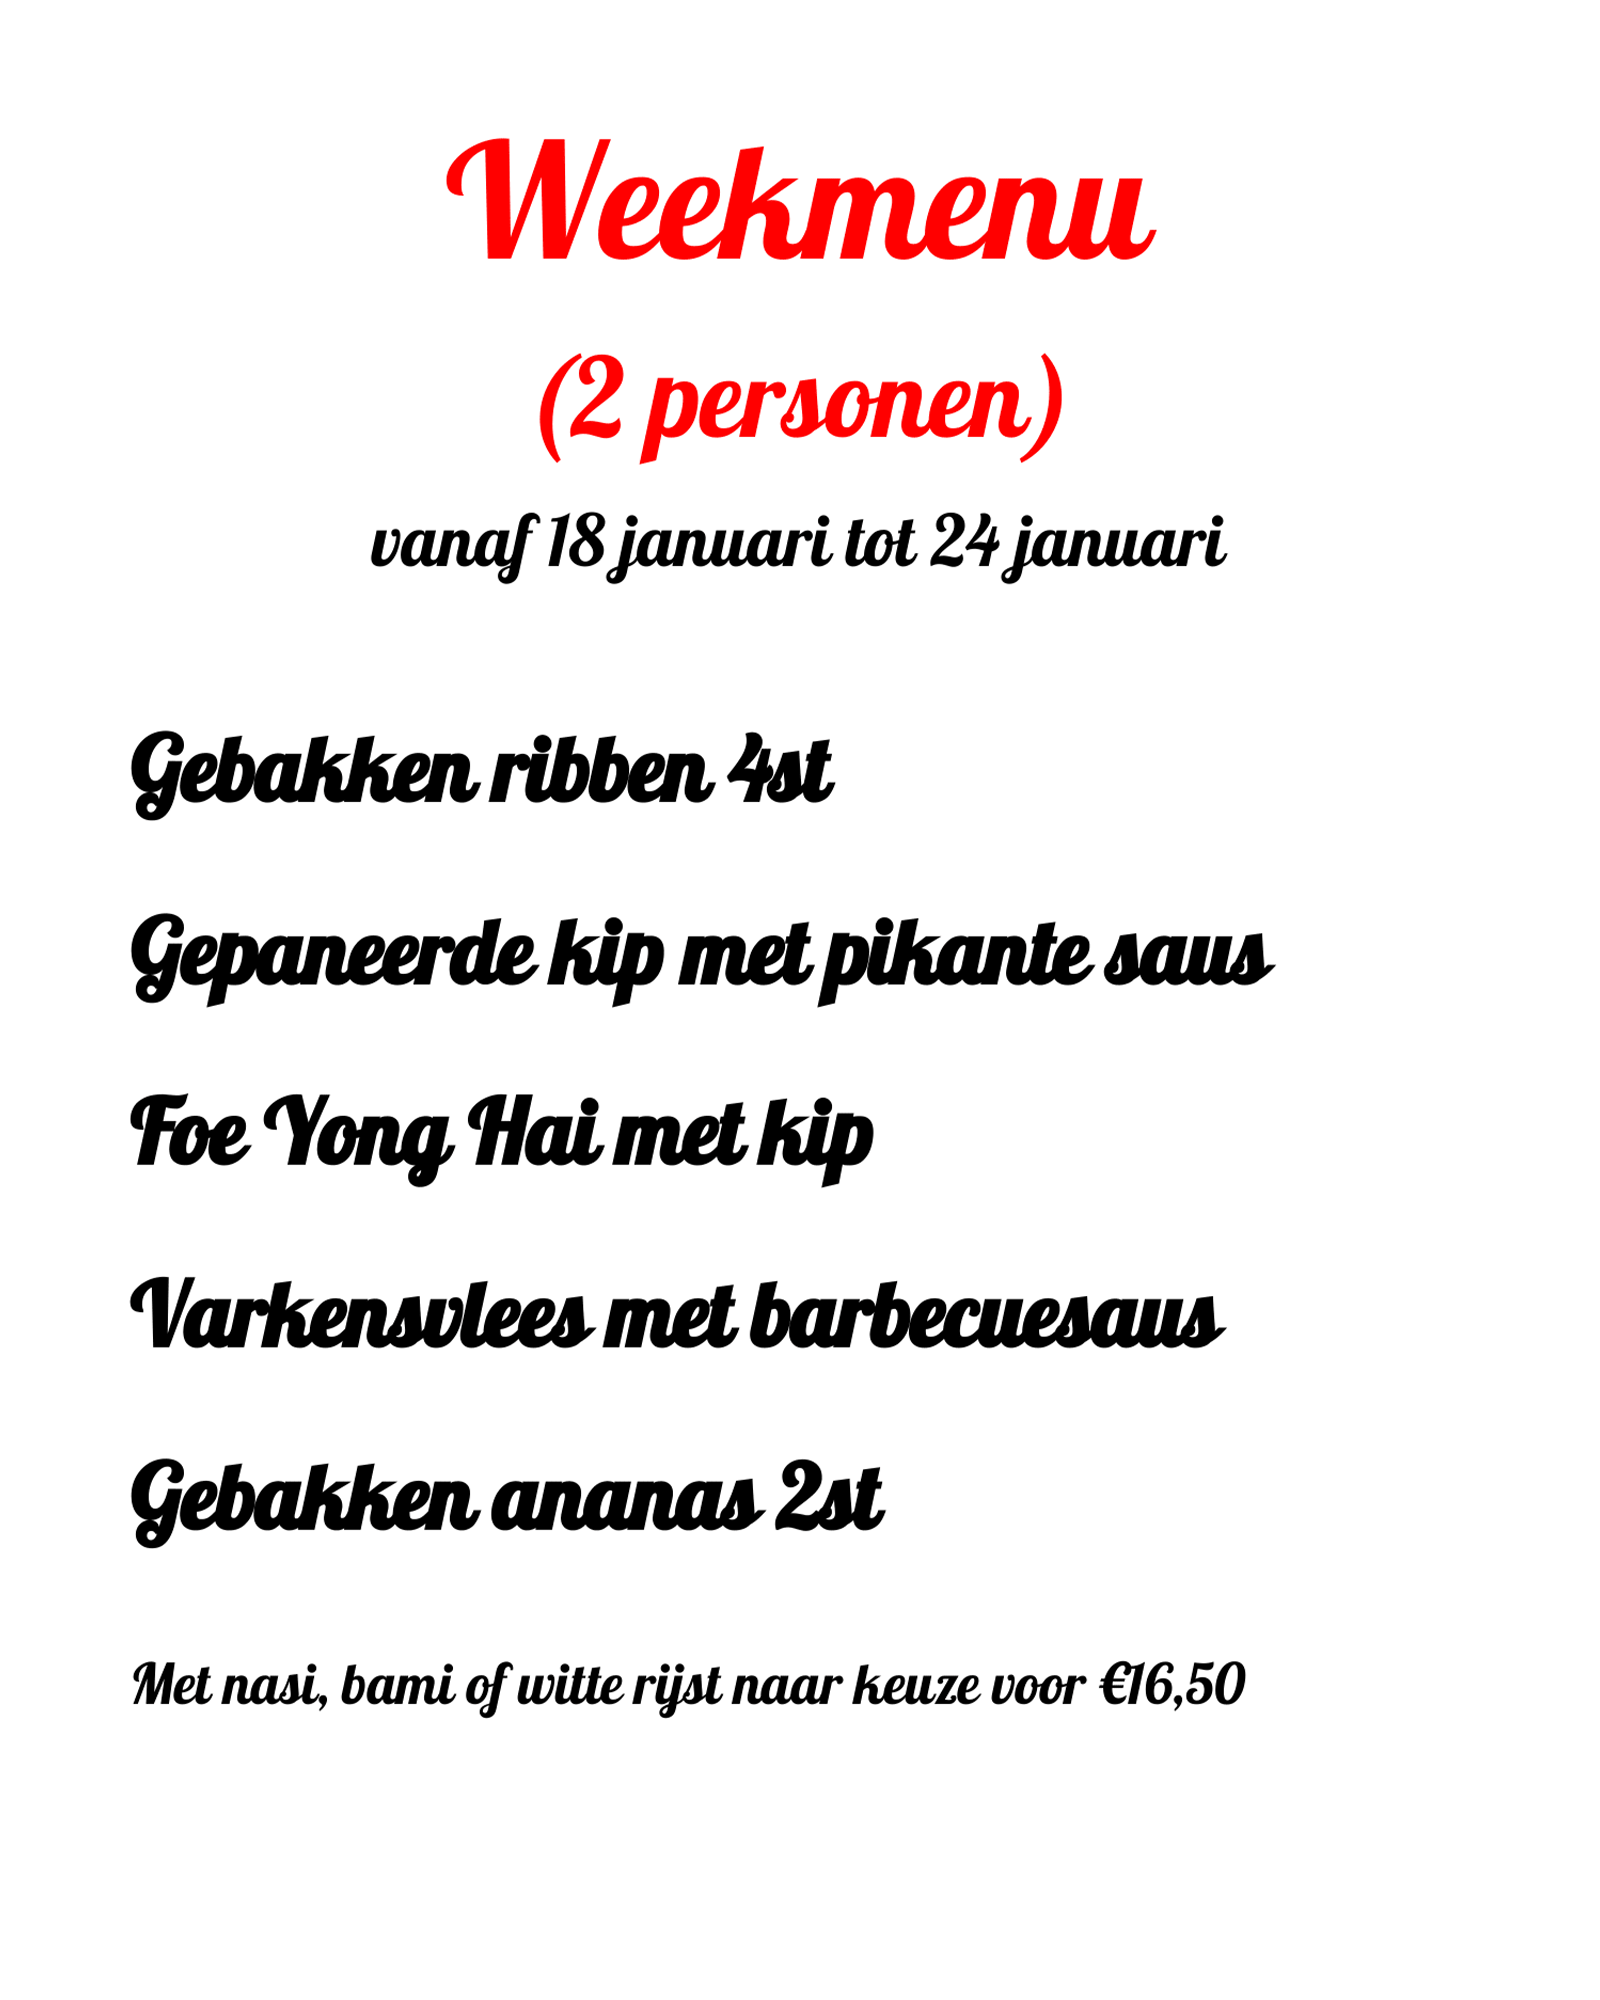 Weekmenu
(2 personen)
vanaf 18 januari tot 24 januari
Gebakken ribben 4st
Gepaneerde kip met pikante saus
Foe Yong Hai met kip
Varkensvlees met barbecuesaus
Gebakken ananas 2st
Met nasi, bami of witte rijst naar keuze voor €16,50